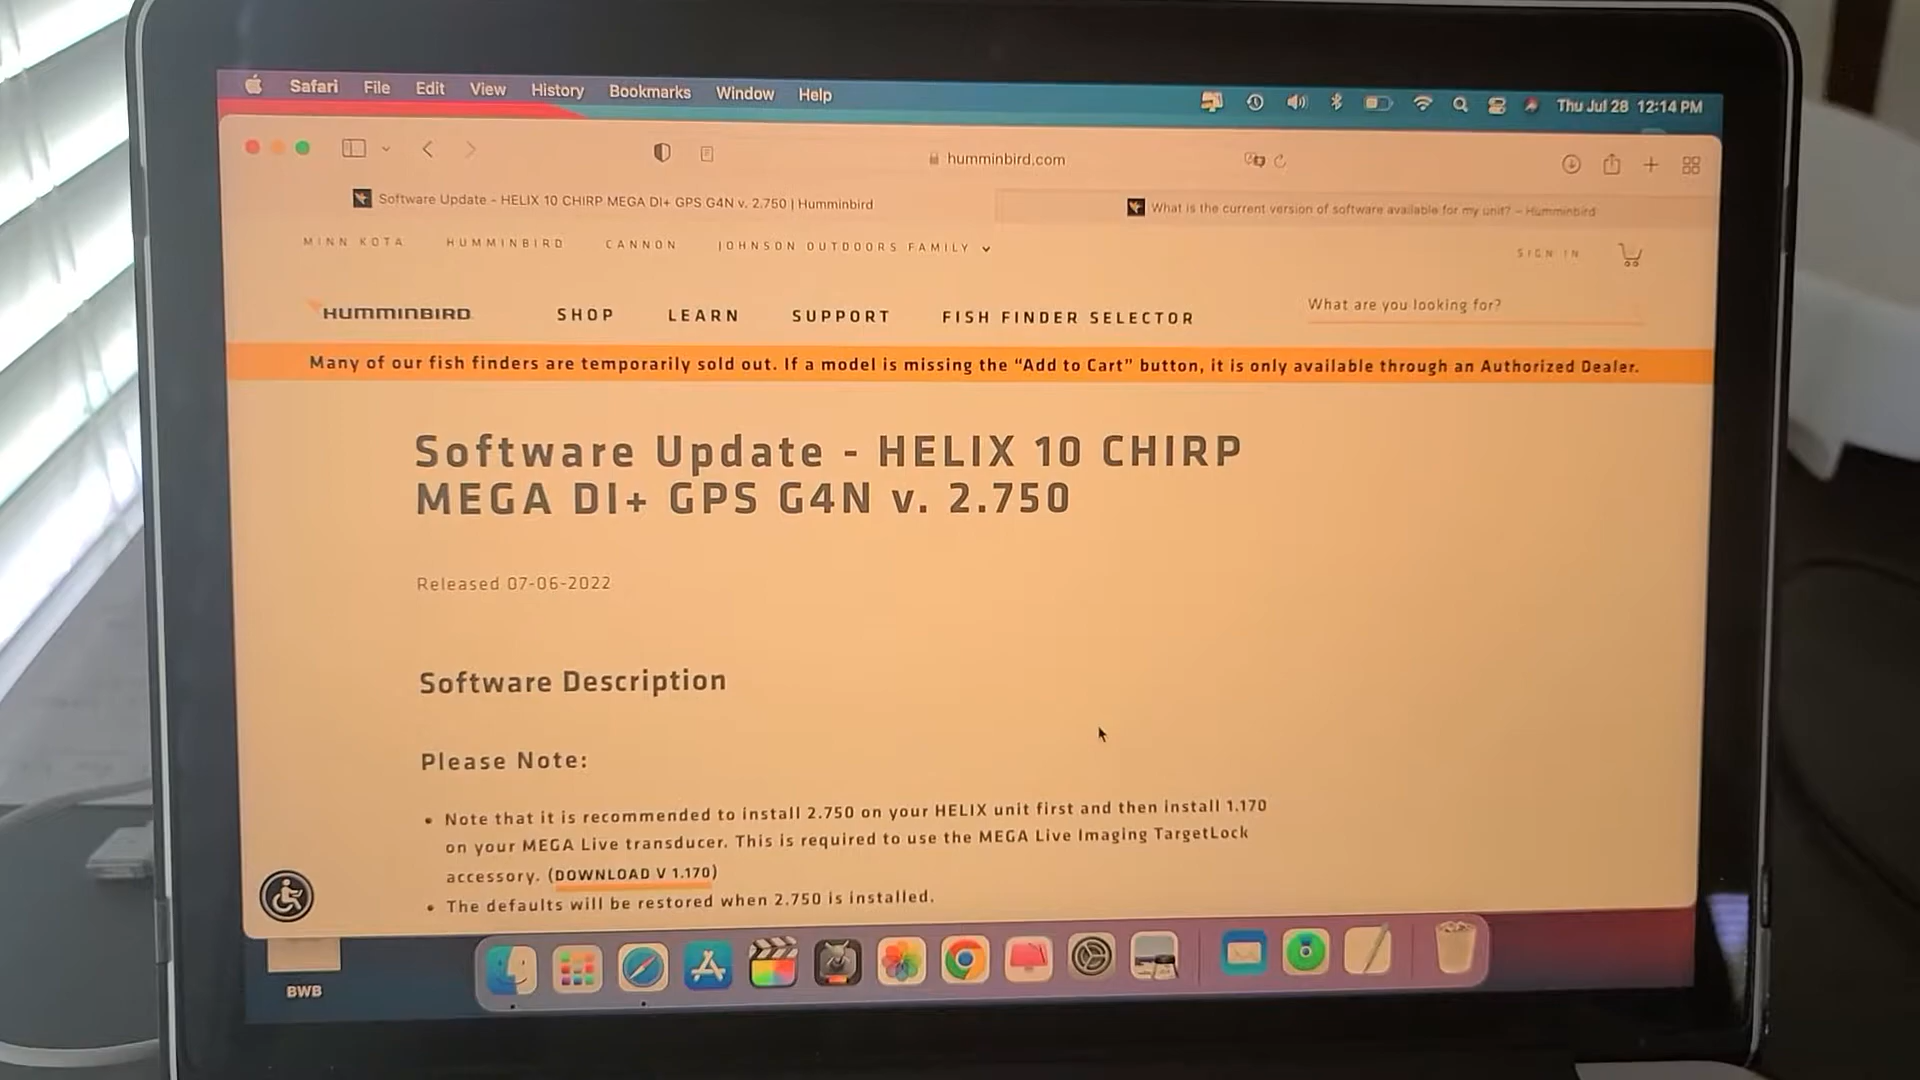 Safari File Edit View History Bookmarks Window Help Thu Jul 28 12:14 PM
humminbird.com
Software Update - HELIX 10 CHIRP MEGA DI+ GPS G4N v. 2.750 | Humminbird
What is the current version of software available for my unit? – Humminbird
MINN KOTA HUMMINBIRD CANNON JOHNSON OUTDOORS FAMILY
SIGN IN
HUMMINBIRD SHOP LEARN SUPPORT FISH FINDER SELECTOR
What are you looking for?
Many of our fish finders are temporarily sold out. If a model is missing the “Add to Cart” button, it is only available through an Authorized Dealer.
Software Update - HELIX 10 CHIRP
MEGA DI+ GPS G4N v. 2.750
Released 07-06-2022
Software Description
Please Note:
• Note that it is recommended to install 2.750 on your HELIX unit first and then install 1.170
on your MEGA Live transducer. This is required to use the MEGA Live Imaging TargetLock
accessory. (DOWNLOAD V 1.170)
• The defaults will be restored when 2.750 is installed.
BWB